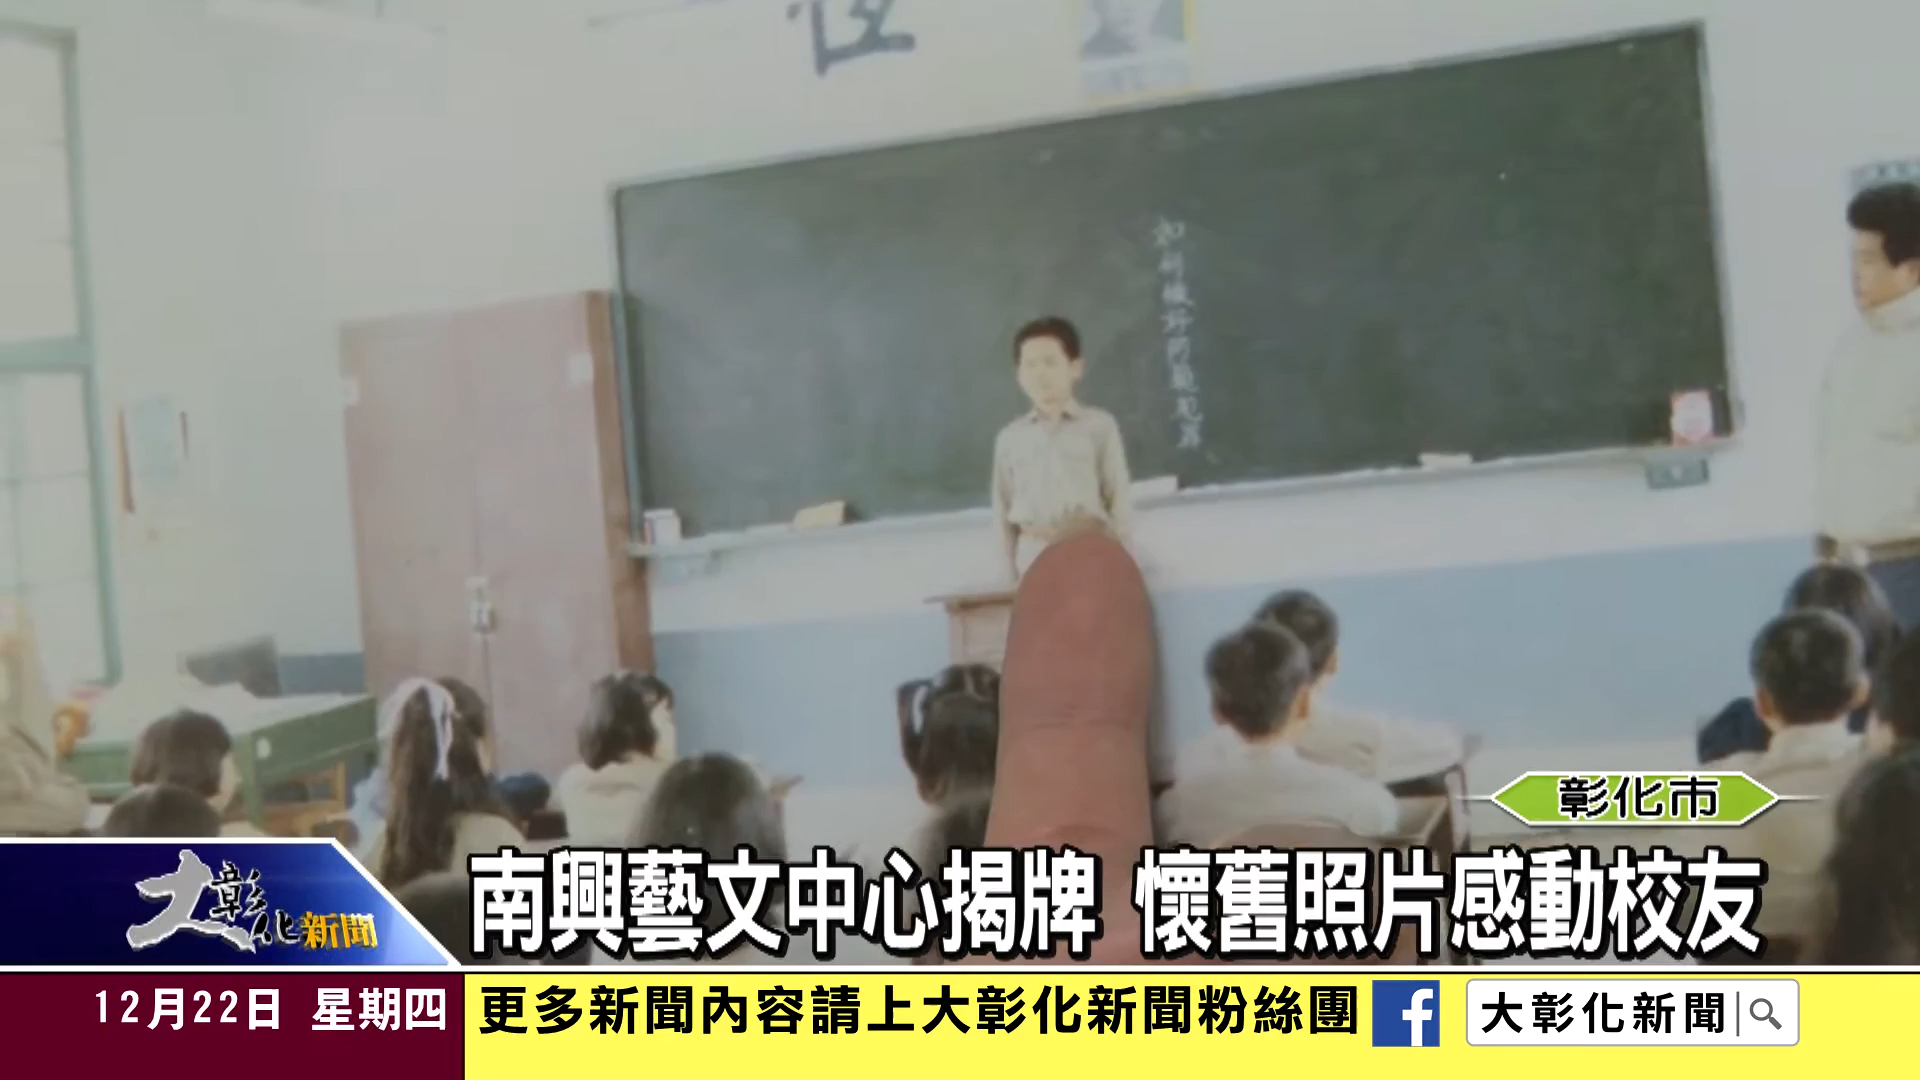 彰化市
大彰化新聞
南興藝文中心揭牌 懷舊照片感動校友
12月22日 星期四
更多新聞內容請上大彰化新聞粉絲團
大彰化新聞